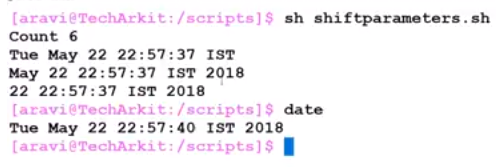 [aravi@TechArkit:/scripts]$ sh shiftparameters.sh
Count 6
Tue May 22 22:57:37 IST
May 22 22:57:37 IST 2018
22 22:57:37 IST 2018
[aravi@TechArkit:/scripts]$ date
Tue May 22 22:57:40 IST 2018
[aravi@TechArkit:/scripts]$